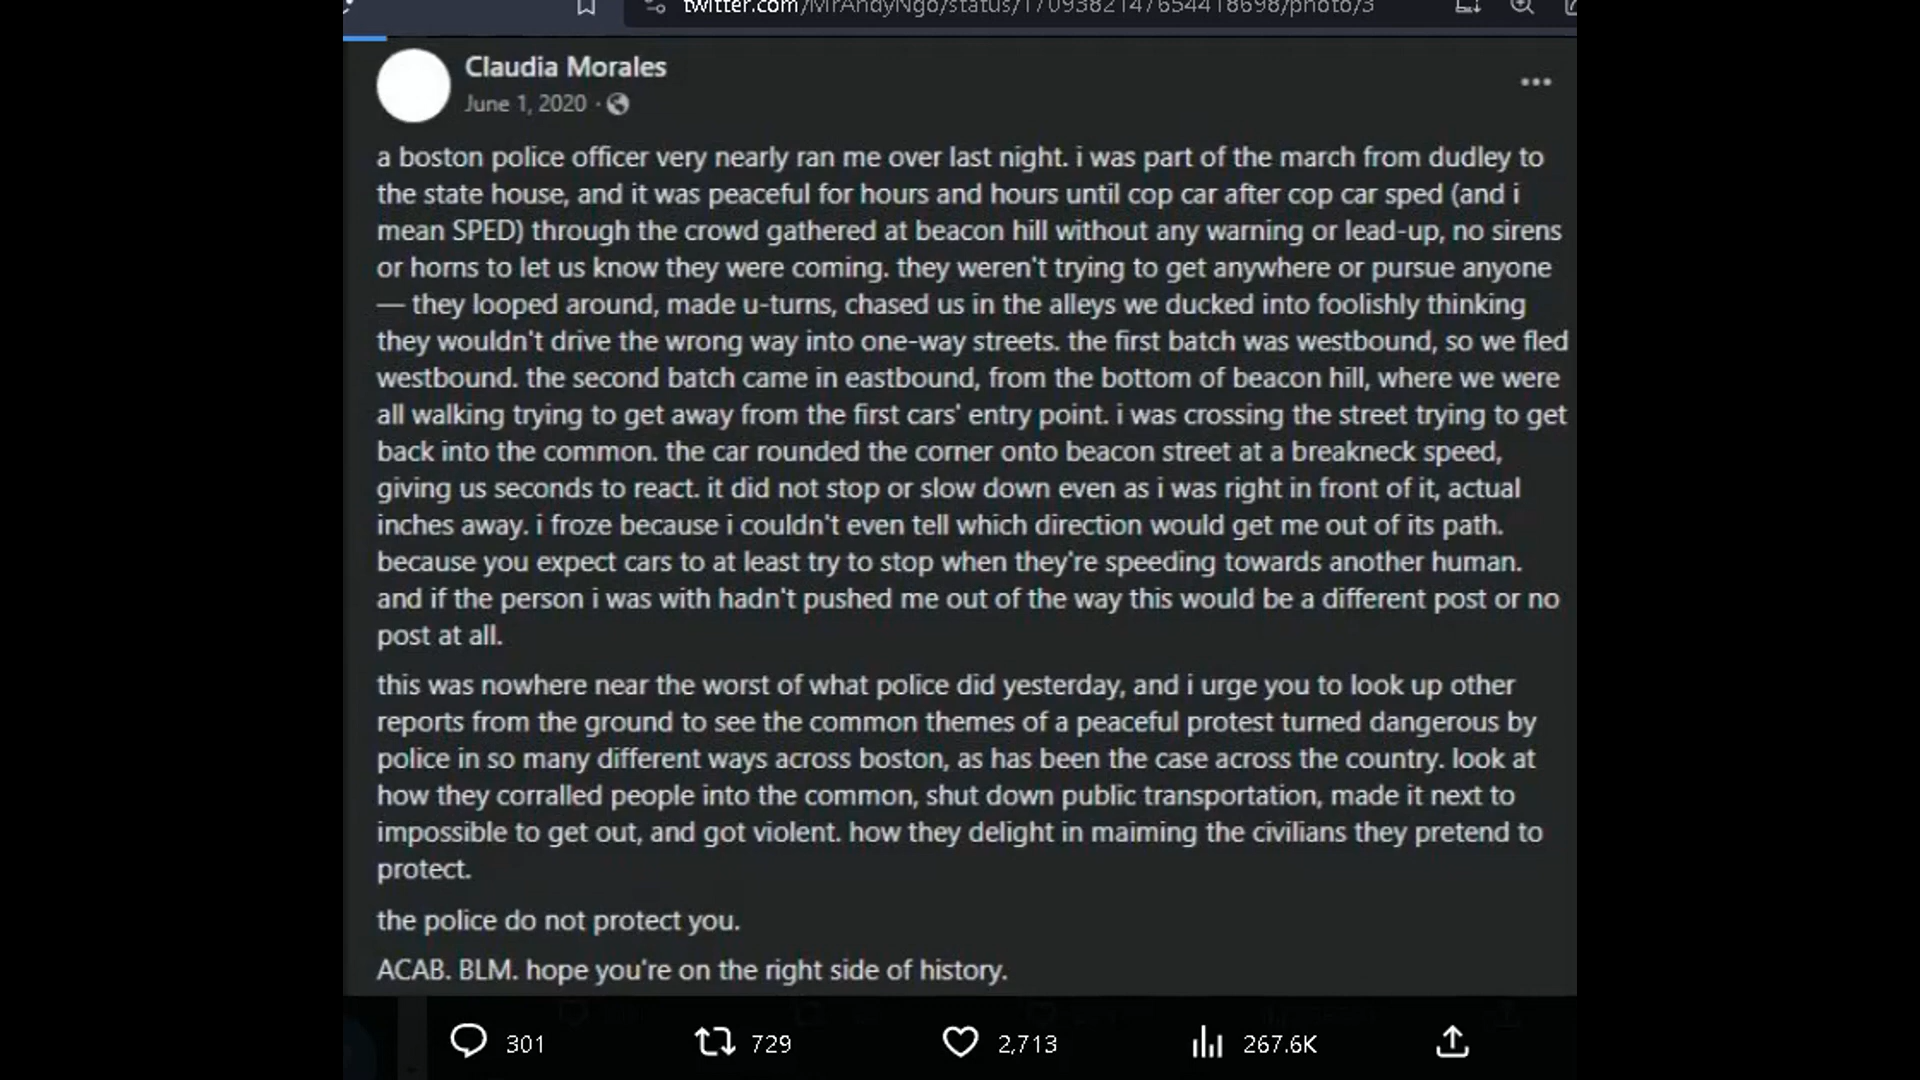 twitter.com/MrAndyNgo/status/1709382147654418698/photo/3
Claudia Morales
June 1, 2020 ·
a boston police officer very nearly ran me over last night. i was part of the march from dudley to
the state house, and it was peaceful for hours and hours until cop car after cop car sped (and i
mean SPED) through the crowd gathered at beacon hill without any warning or lead-up, no sirens
or horns to let us know they were coming. they weren't trying to get anywhere or pursue anyone
— they looped around, made u-turns, chased us in the alleys we ducked into foolishly thinking
they wouldn't drive the wrong way into one-way streets. the first batch was westbound, so we fled
westbound. the second batch came in eastbound, from the bottom of beacon hill, where we were
all walking trying to get away from the first cars' entry point. i was crossing the street trying to get
back into the common. the car rounded the corner onto beacon street at a breakneck speed,
giving us seconds to react. it did not stop or slow down even as i was right in front of it, actual
inches away. i froze because i couldn't even tell which direction would get me out of its path.
because you expect cars to at least try to stop when they're speeding towards another human.
and if the person i was with hadn't pushed me out of the way this would be a different post or no
post at all.
this was nowhere near the worst of what police did yesterday, and i urge you to look up other
reports from the ground to see the common themes of a peaceful protest turned dangerous by
police in so many different ways across boston, as has been the case across the country. look at
how they corralled people into the common, shut down public transportation, made it next to
impossible to get out, and got violent. how they delight in maiming the civilians they pretend to
protect.
the police do not protect you.
ACAB. BLM. hope you're on the right side of history.
301 729 2,713 267.6K